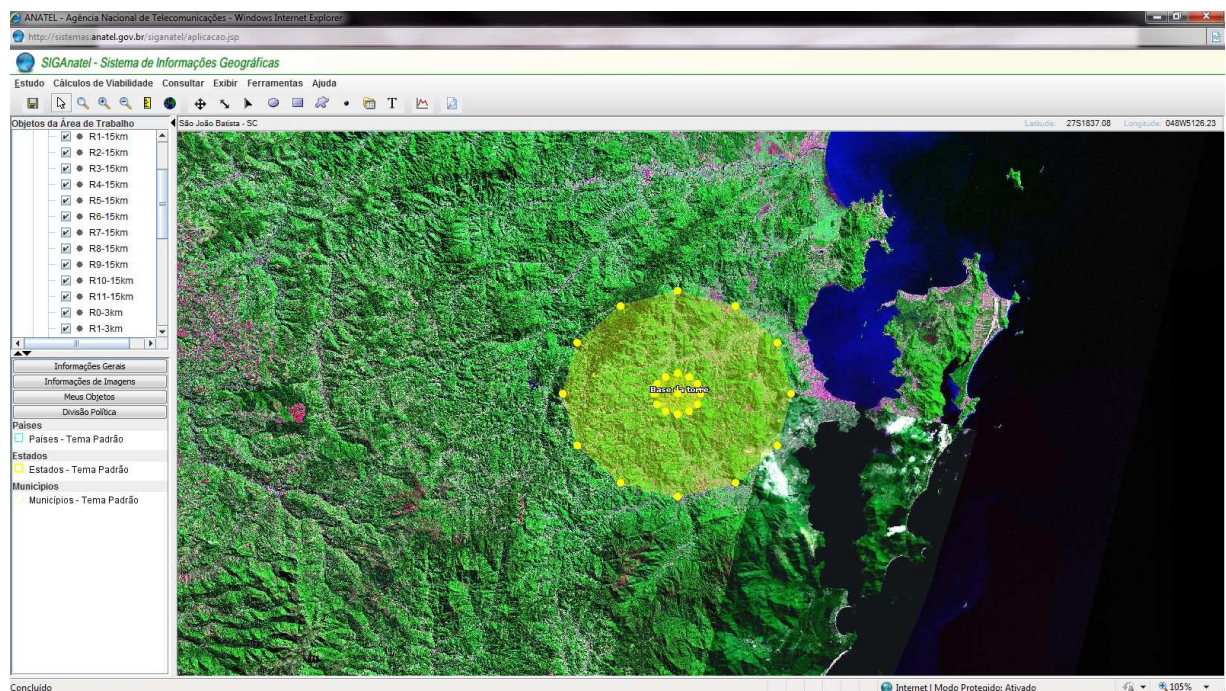 ANATEL - Agência Nacional de Telecomunicações - Windows Internet Explorer
http://sistemas.anatel.gov.br/siganatel/aplicacao.jsp
SIGAnatel - Sistema de Informações Geográficas
Estudo Cálculos de Viabilidade Consultar Exibir Ferramentas Ajuda
T
Objetos da Área de Trabalho
São João Batista - SC
Latitude: 27S1837.08 Longitude: 048W5126.23
R1-15km
R2-15km
R3-15km
R4-15km
R5-15km
R6-15km
R7-15km
R8-15km
R9-15km
R10-15km
R11-15km
R0-3km
R1-3km
Base da torre
Informações Gerais
Informações de Imagens
Meus Objetos
Divisão Política
Paises
Países - Tema Padrão
Estados
Estados - Tema Padrão
Municípios
Municípios - Tema Padrão
Concluído
Internet | Modo Protegido: Ativado
105%